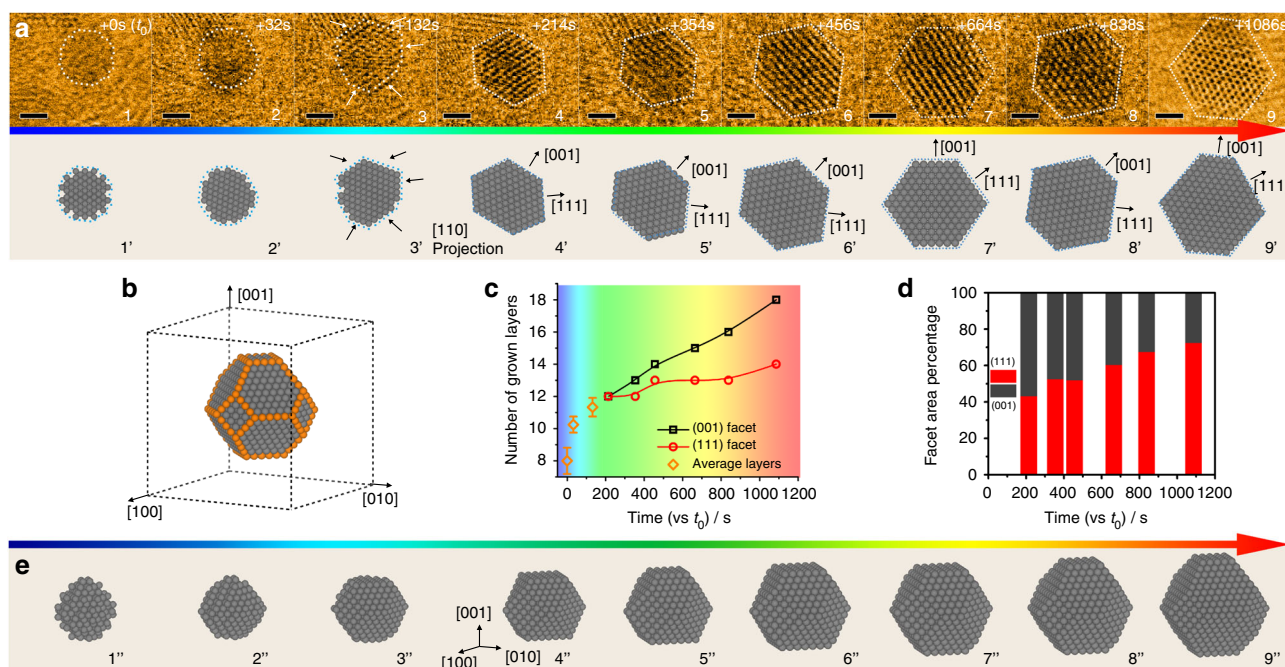 a
+0s (t0)
+32s
+132s
+214s
+354s
+456s
+664s
+838s
+1086s
1
2
3
4
5
6
7
8
9
[001]
[111]
[001]
[111]
[001]
[111]
[001]
[111]
[001]
[111]
[001]
[111]
[110]
Projection
1’
2’
3’
4’
5’
6’
7’
8’
9’
b
[001]
[100]
[010]
c
Number of grown layers
18
16
14
12
10
8
(001) facet
(111) facet
Average layers
0 200 400 600 800 1000 1200
Time (vs t0) / s
d
Facet area percentage
100
80
60
40
20
0
(111)
(001)
0 200 400 600 800 1000 1200
Time (vs t0) / s
e
[001]
[100]
[010]
1’’
2’’
3’’
4’’
5’’
6’’
7’’
8’’
9’’